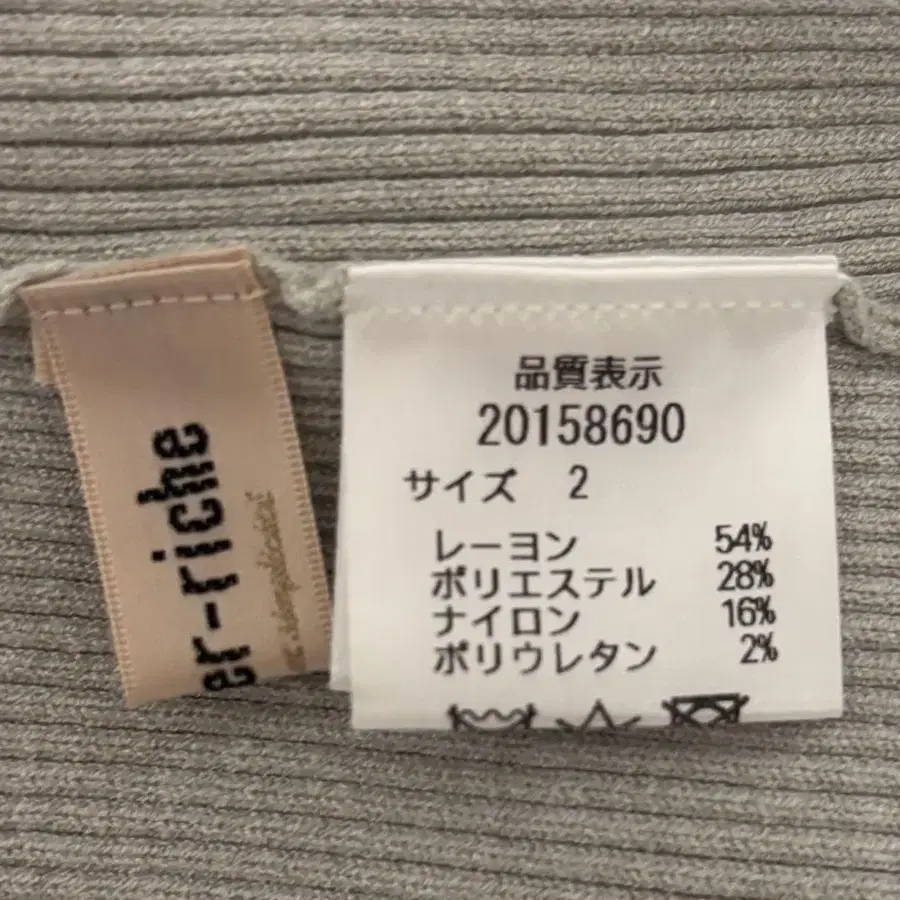 er-riche
品質表示
20158690
サイズ 2
レーヨン 54%
ポリエステル 28%
ナイロン 16%
ポリウレタン 2%